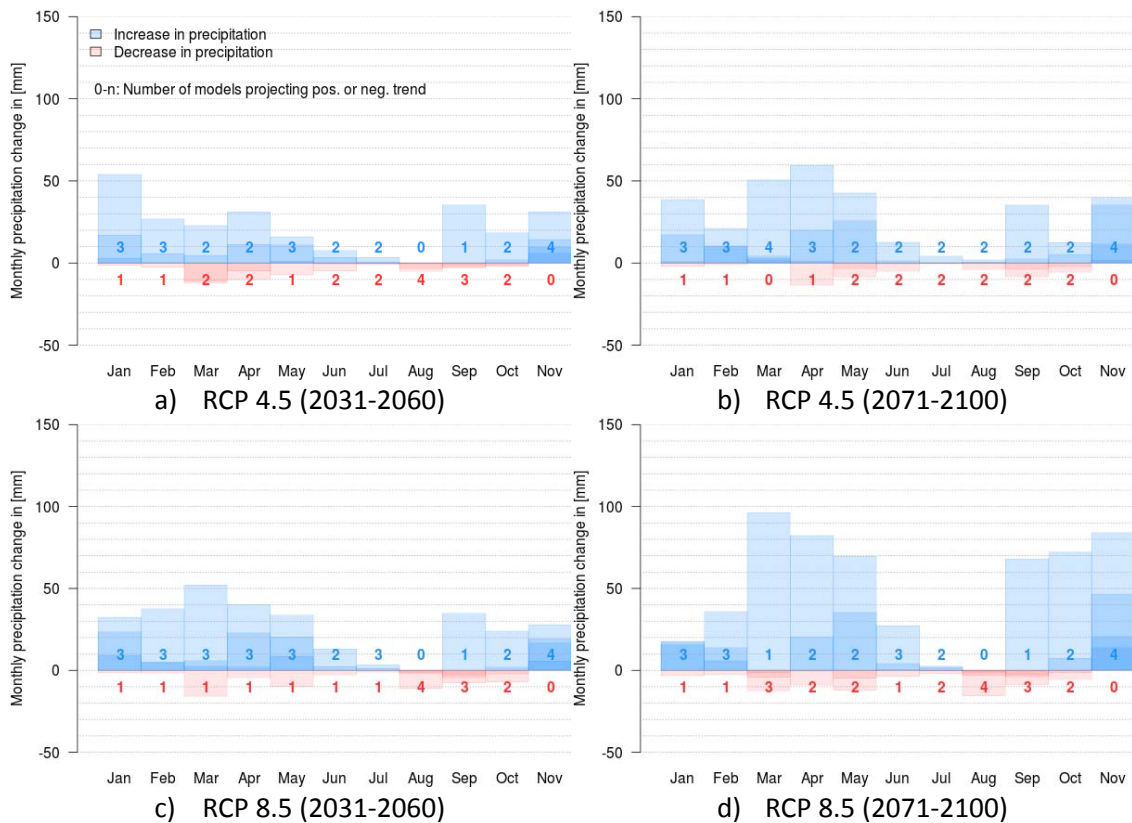 150
100
50
0
-50
Monthly precipitation change in [mm]
Increase in precipitation
Decrease in precipitation
0-n: Number of models projecting pos. or neg. trend
3 3 2 2 3 2 2 0 1 2 4
1 1 2 2 1 2 2 4 3 2 0
Jan Feb Mar Apr May Jun Jul Aug Sep Oct Nov
a) RCP 4.5 (2031-2060)
150
100
50
0
-50
Monthly precipitation change in [mm]
3 3 4 3 2 2 2 2 2 2 4
1 1 0 1 2 2 2 2 2 2 0
Jan Feb Mar Apr May Jun Jul Aug Sep Oct Nov
b) RCP 4.5 (2071-2100)
150
100
50
0
-50
Monthly precipitation change in [mm]
3 3 3 3 3 2 3 0 1 2 4
1 1 1 1 1 1 1 4 3 2 0
Jan Feb Mar Apr May Jun Jul Aug Sep Oct Nov
c) RCP 8.5 (2031-2060)
150
100
50
0
-50
Monthly precipitation change in [mm]
3 3 1 2 2 3 2 0 1 2 4
1 1 3 2 2 1 2 4 3 2 0
Jan Feb Mar Apr May Jun Jul Aug Sep Oct Nov
d) RCP 8.5 (2071-2100)